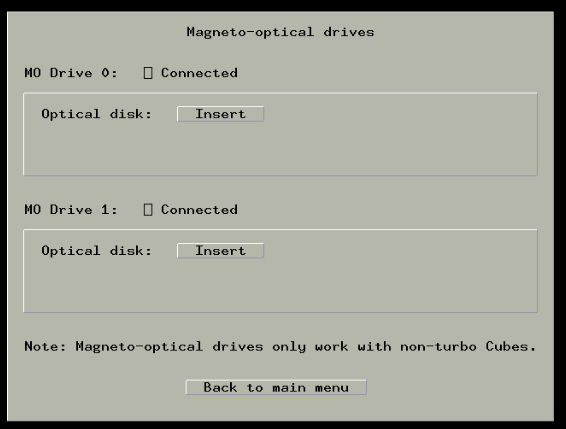 Magneto-optical drives
MO Drive 0: Connected
Optical disk: Insert
MO Drive 1: Connected
Optical disk: Insert
Note: Magneto-optical drives only work with non-turbo Cubes.
Back to main menu